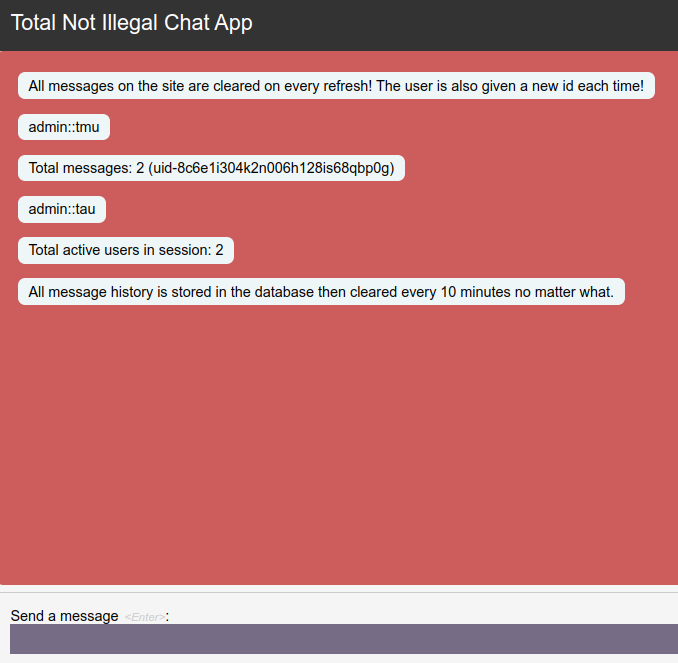 Total Not Illegal Chat App
All messages on the site are cleared on every refresh! The user is also given a new id each time!
admin::tmu
Total messages: 2 (uid-8c6e1i304k2n006h128is68qbp0g)
admin::tau
Total active users in session: 2
All message history is stored in the database then cleared every 10 minutes no matter what.
Send a message <Enter>: